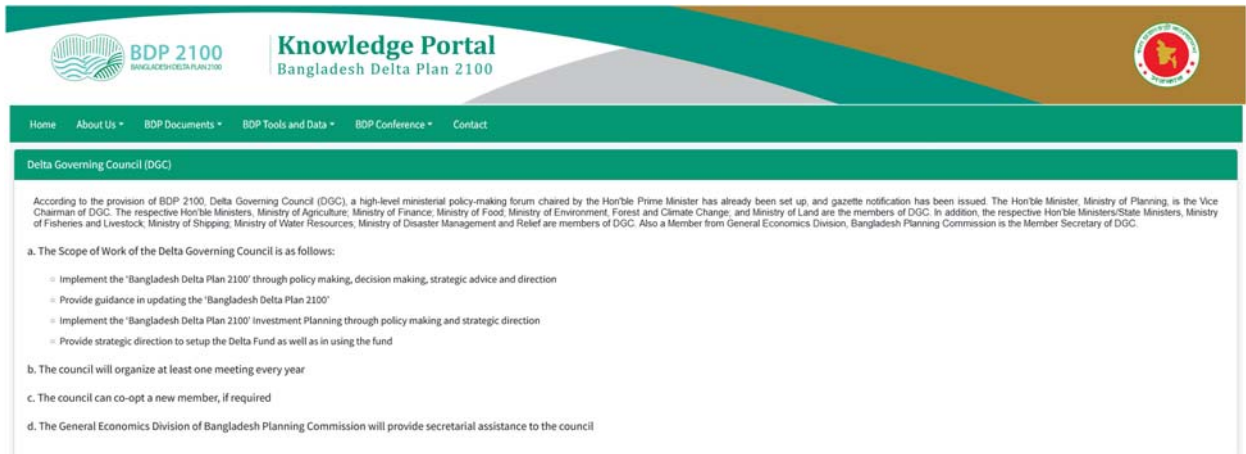 BDP 2100
BANGLADESH DELTA PLAN 2100
Knowledge Portal
Bangladesh Delta Plan 2100
Home About Us BDP Documents BDP Tools and Data BDP Conference Contact
Delta Governing Council (DGC)
According to the provision of BDP 2100, Delta Governing Council (DGC), a high-level ministerial policy-making forum chaired by the Hon'ble Prime Minister has already been set up, and gazette notification has been issued. The Hon'ble Minister, Ministry of Planning, is the Vice
Chairman of DGC. The respective Hon'ble Ministers, Ministry of Agriculture; Ministry of Finance; Ministry of Food; Ministry of Environment, Forest and Climate Change; and Ministry of Land are the members of DGC. In addition, the respective Hon'ble Ministers/State Ministers, Ministry
of Fisheries and Livestock; Ministry of Shipping; Ministry of Water Resources; Ministry of Disaster Management and Relief are members of DGC. Also a Member from General Economics Division, Bangladesh Planning Commission is the Member Secretary of DGC.
a. The Scope of Work of the Delta Governing Council is as follows:
Implement the 'Bangladesh Delta Plan 2100' through policy making, decision making, strategic advice and direction
Provide guidance in updating the 'Bangladesh Delta Plan 2100'
Implement the 'Bangladesh Delta Plan 2100' Investment Planning through policy making and strategic direction
Provide strategic direction to setup the Delta Fund as well as in using the fund
b. The council will organize at least one meeting every year
c. The council can co-opt a new member, if required
d. The General Economics Division of Bangladesh Planning Commission will provide secretarial assistance to the council